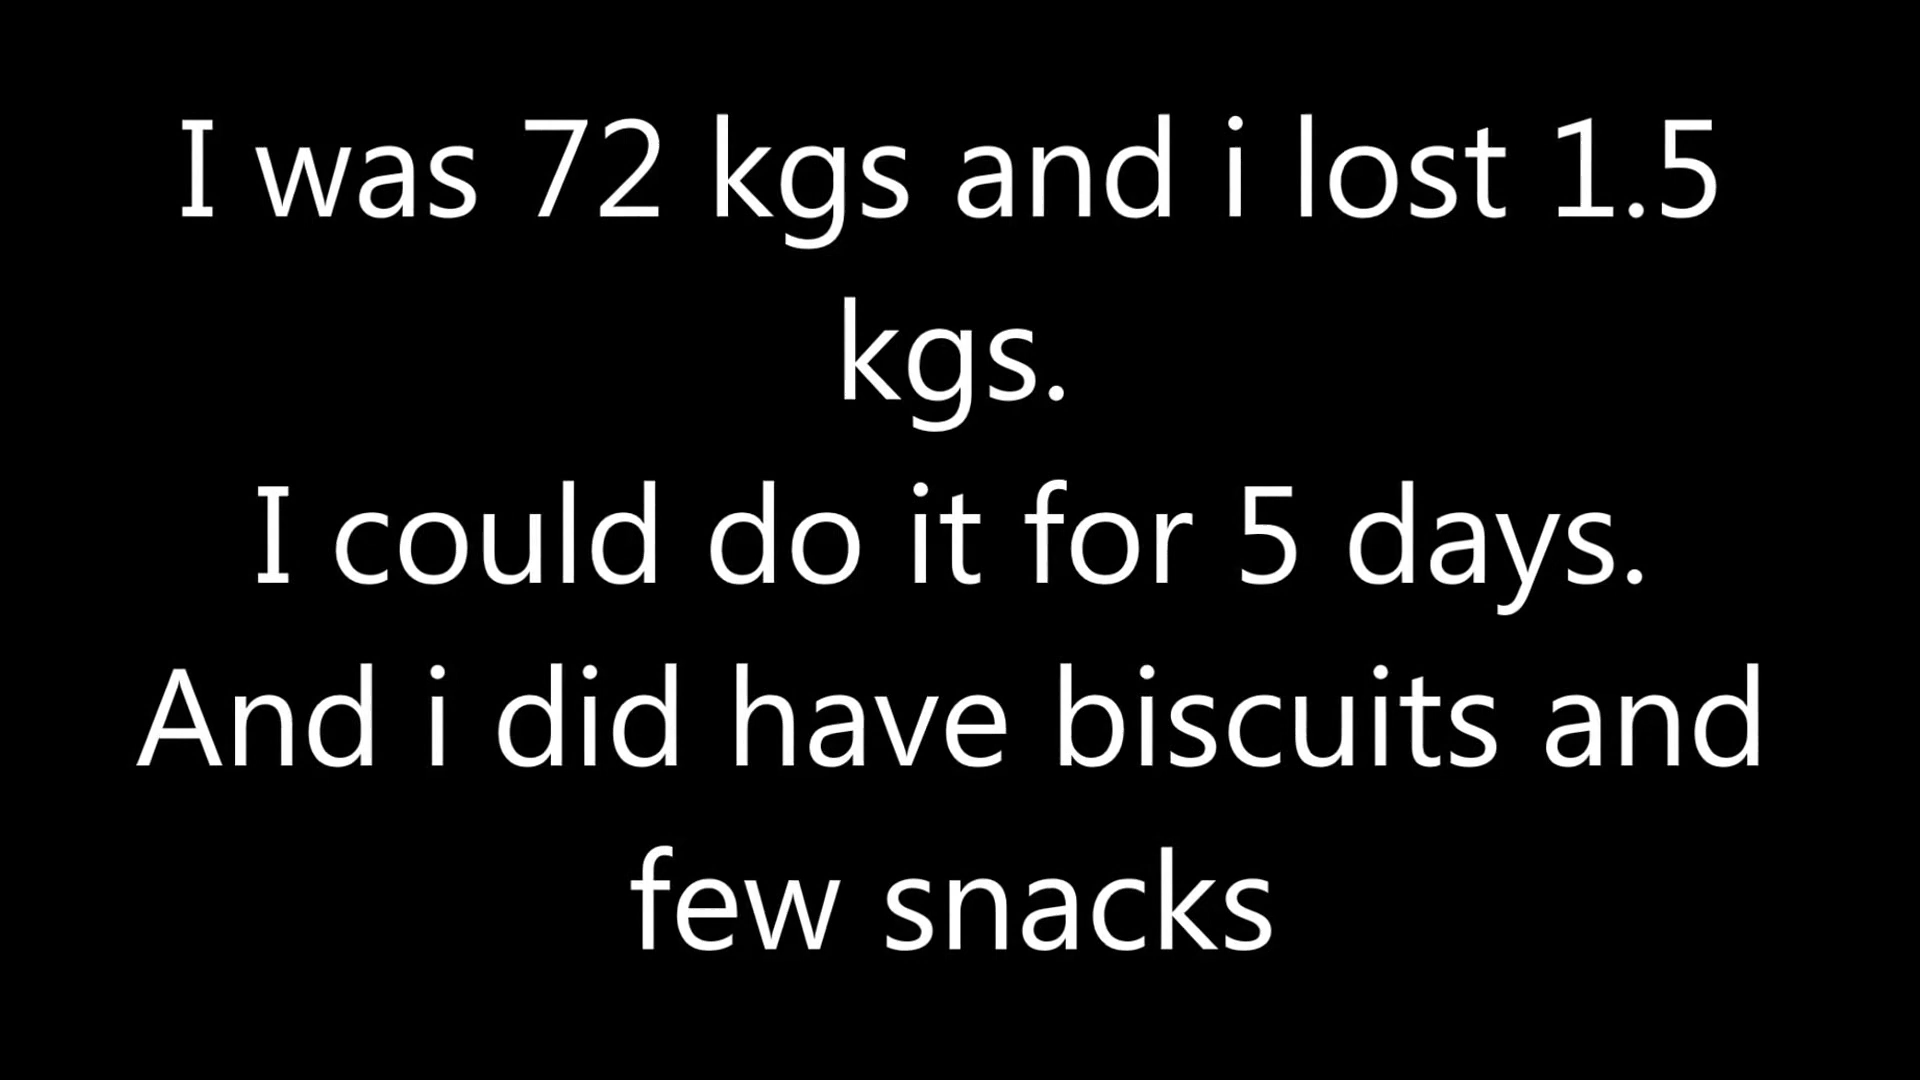 I was 72 kgs and i lost 1.5
kgs.
I could do it for 5 days.
And i did have biscuits and
few snacks